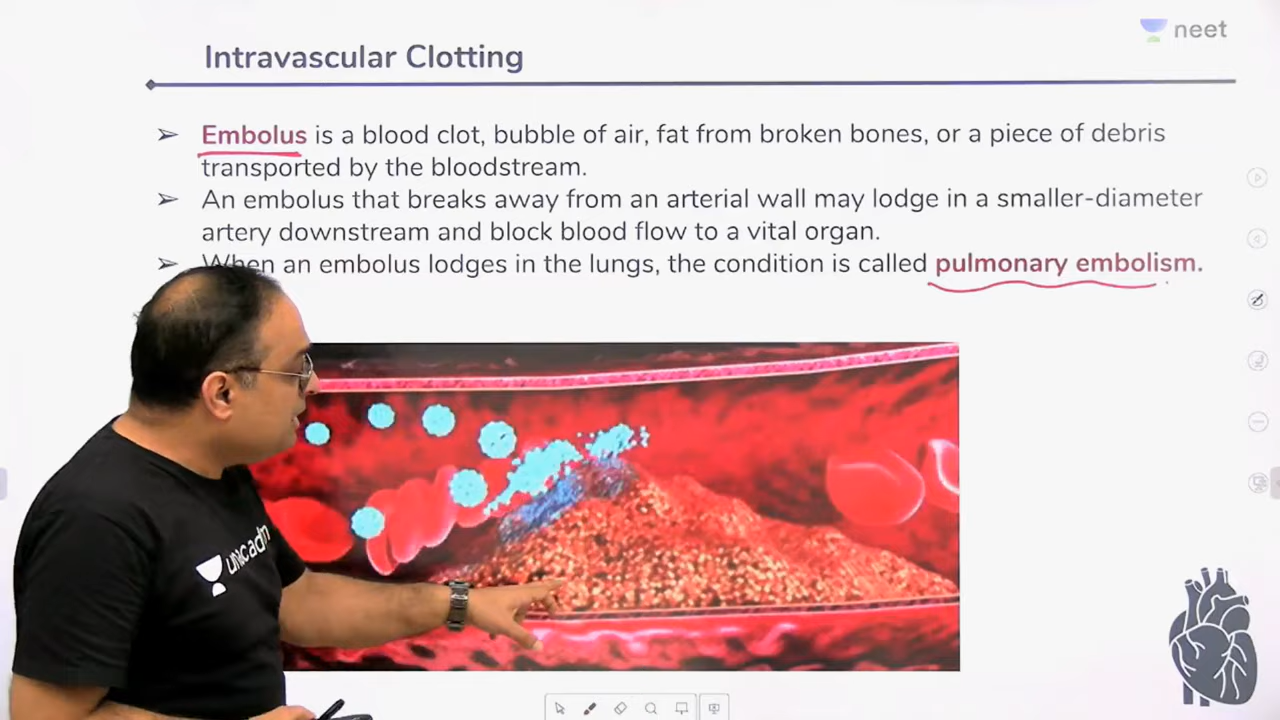 neet
Intravascular Clotting
➢ Embolus is a blood clot, bubble of air, fat from broken bones, or a piece of debris
transported by the bloodstream.
➢ An embolus that breaks away from an arterial wall may lodge in a smaller-diameter
artery downstream and block blood flow to a vital organ.
➢ When an embolus lodges in the lungs, the condition is called pulmonary embolism.
unacadm